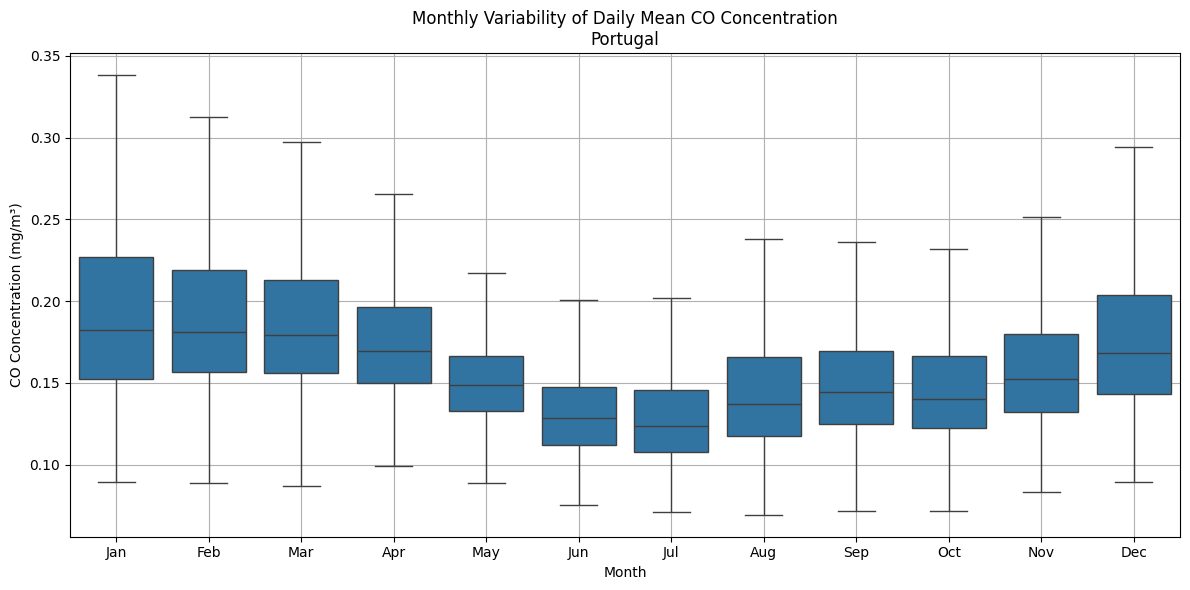 Monthly Variability of Daily Mean CO Concentration
Portugal
CO Concentration (mg/m³)
0.35
0.30
0.25
0.20
0.15
0.10
Jan Feb Mar Apr May Jun Jul Aug Sep Oct Nov Dec
Month